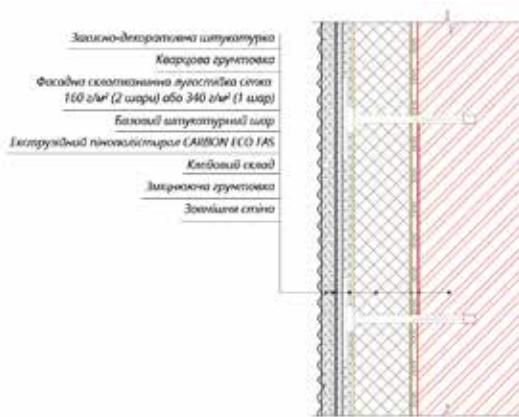 Захисно-декоративна штукатурка
Кварцова ґрунтовка
Фасадна склотканинна лугостійка сітка
160 г/м² (2 шари) або 340 г/м² (1 шар)
Базовий штукатурний шар
Екструзійний пінополістирол CARBON ECO FAS
Клейовий склад
Зміцнююча ґрунтовка
Зовнішня стіна